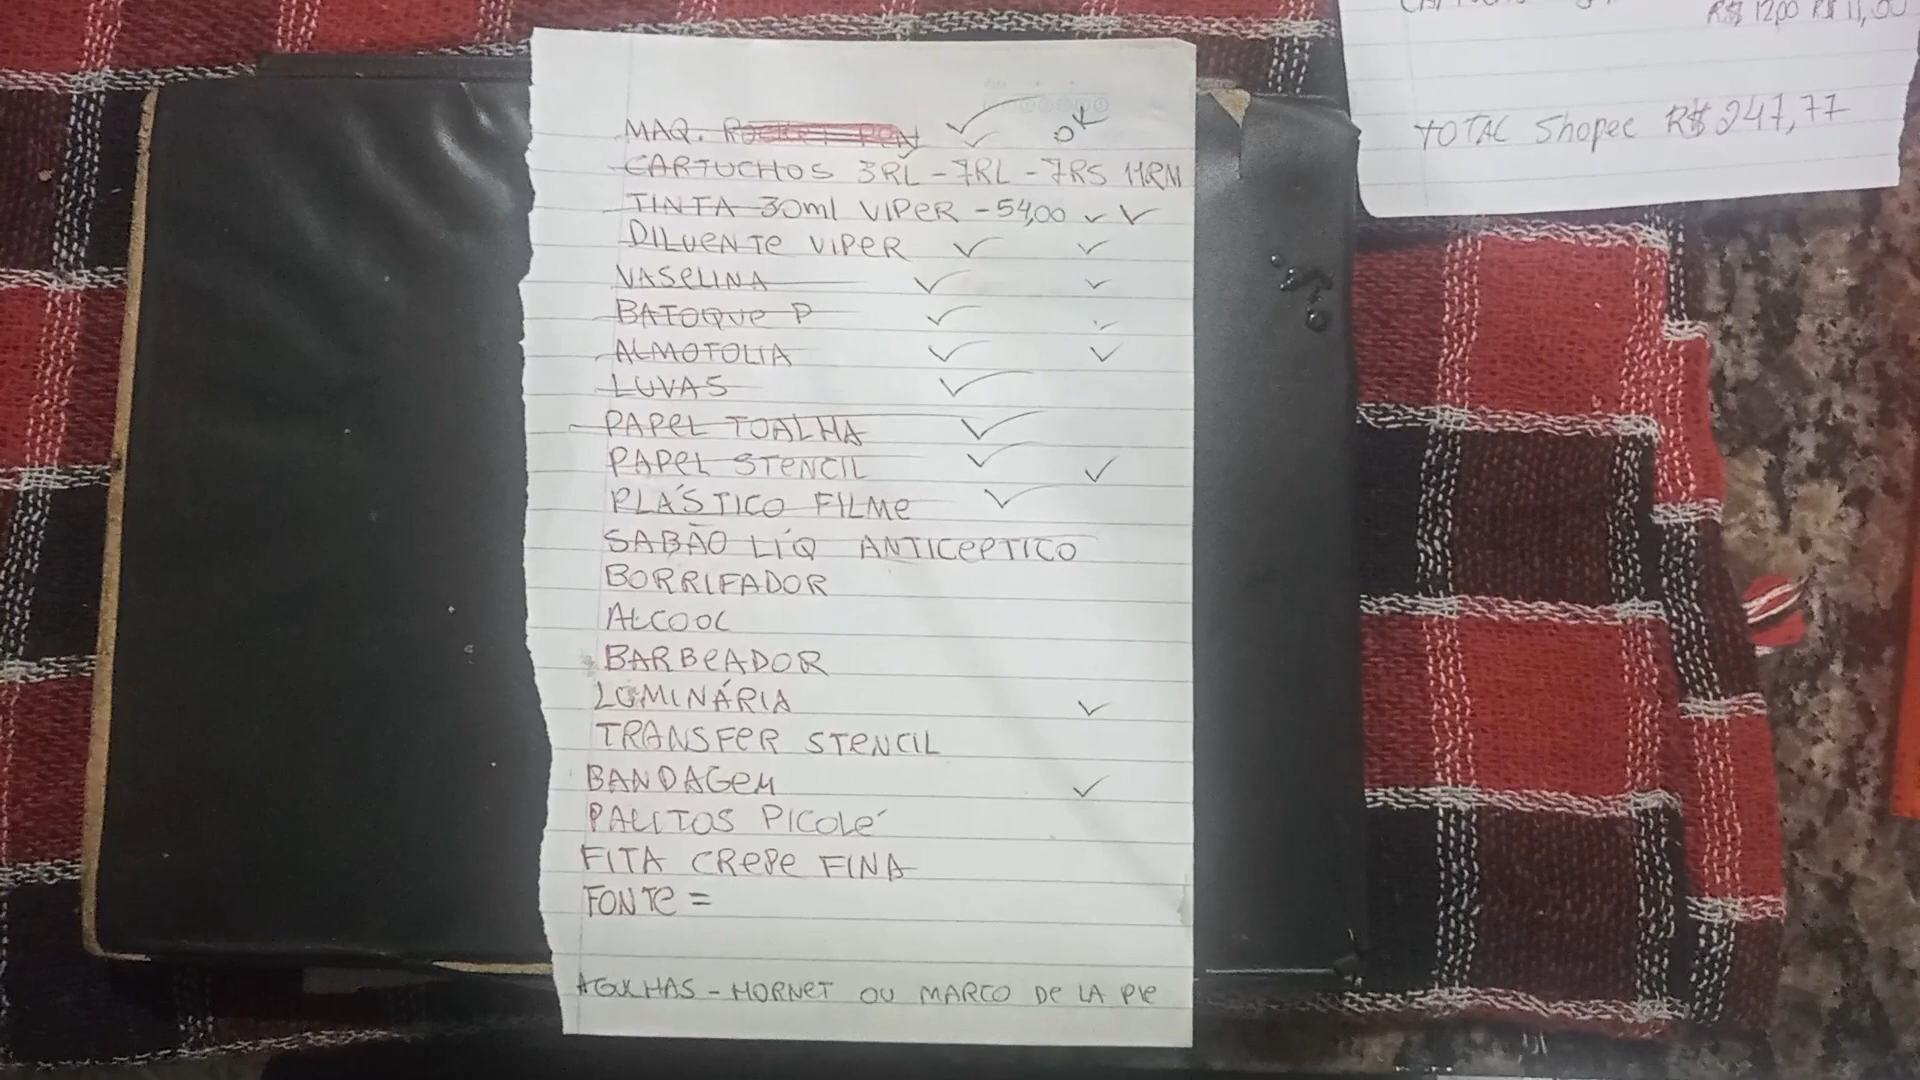 MAQ. ROCKET PEN
OK
CARTUCHOS 3RL - 7RL - 7RS 11RM
TINTA 30ml VIPER - 54,00
DILUENTE VIPER
VASELINA
BATOQUE P
ALMOTOLIA
LUVAS
PAPEL TOALHA
PAPEL STENCIL
PLÁSTICO FILME
SABÃO LÍQ ANTICEPTICO
BORRIFADOR
ALCOOL
BARBEADOR
LUMINÁRIA
TRANSFER STENCIL
BANDAGEM
PALITOS PICOLÉ
FITA CREPE FINA
FONTE =
AGULHAS - HORNET OU MARCO DE LA PIE
R$ 12,00 R$ 11,00
TOTAL Shopee R$ 247,77